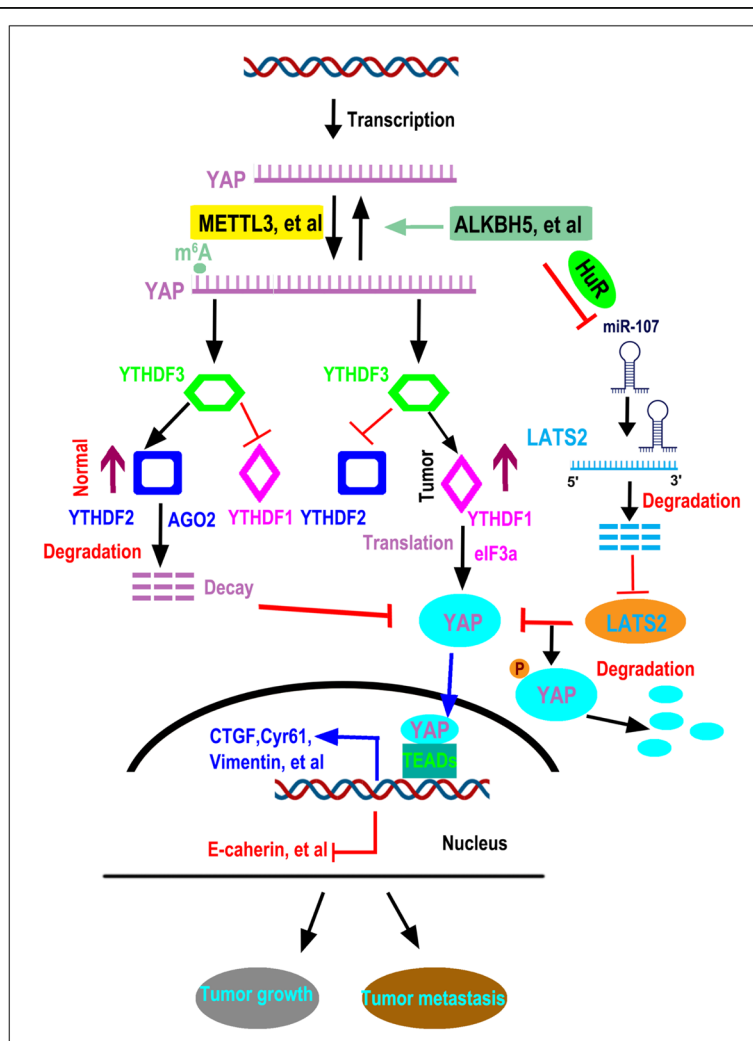 Transcription
YAP
METTL3, et al
ALKBH5, et al
m⁶A
HuR
YAP
miR-107
YTHDF3
YTHDF3
LATS2
Normal
Tumor
5'
3'
YTHDF2
AGO2
YTHDF1
YTHDF2
YTHDF1
Degradation
Translation
eIF3a
Degradation
Decay
YAP
LATS2
P
YAP
Degradation
CTGF,Cyr61,
Vimentin, et al
YAP
TEADs
E-caherin, et al
Nucleus
Tumor growth
Tumor metastasis